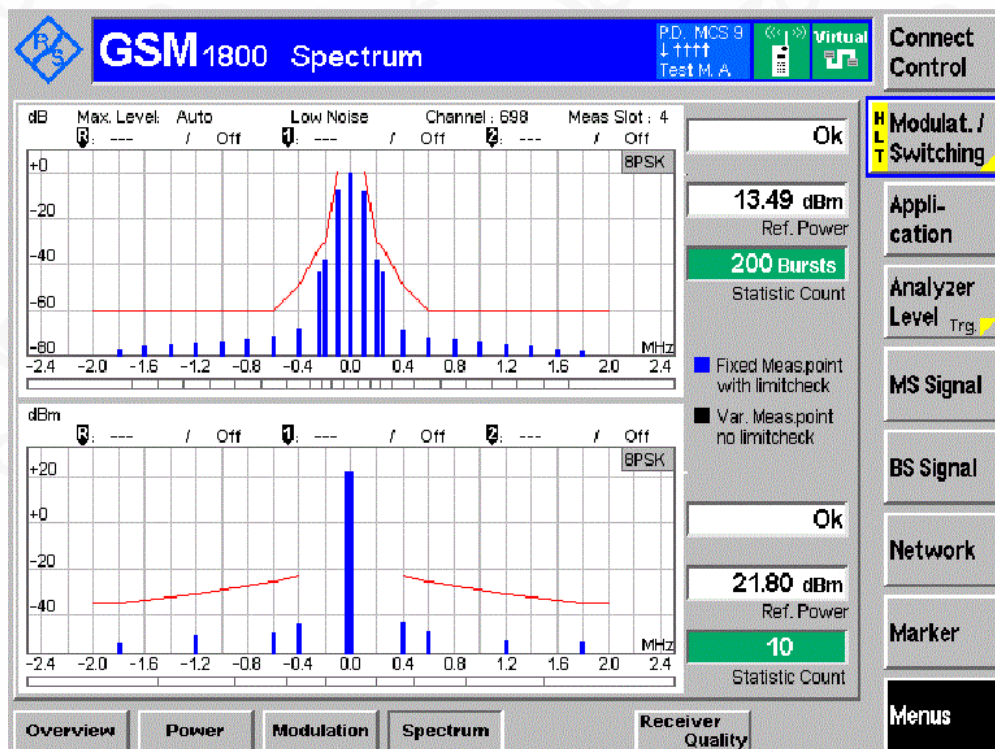 R/S
GSM 1800 Spectrum
P.D. MCS 9
↓ ↑↑↑↑
Test M. A.
Virtual
Connect Control
dB Max. Level: Auto Low Noise Channel : 698 Meas Slot : 4
R: --- / Off 1: --- / Off 2: --- / Off
8PSK
+0
-20
-40
-60
-80
MHz
-2.4 -2.0 -1.6 -1.2 -0.8 -0.4 0.0 0.4 0.8 1.2 1.6 2.0 2.4
Ok
13.49 dBm
Ref. Power
200 Bursts
Statistic Count
Fixed Meas.point
with limitcheck
Var. Meas.point
no limitcheck
dBm
R: --- / Off 1: --- / Off 2: --- / Off
8PSK
+20
+0
-20
-40
MHz
-2.4 -2.0 -1.6 -1.2 -0.8 -0.4 0.0 0.4 0.8 1.2 1.6 2.0 2.4
Ok
21.80 dBm
Ref. Power
10
Statistic Count
HLT
Modulat. /
Switching
Appli-
cation
Analyzer
Level Trg.
MS Signal
BS Signal
Network
Marker
Menus
Overview
Power
Modulation
Spectrum
Receiver
Quality